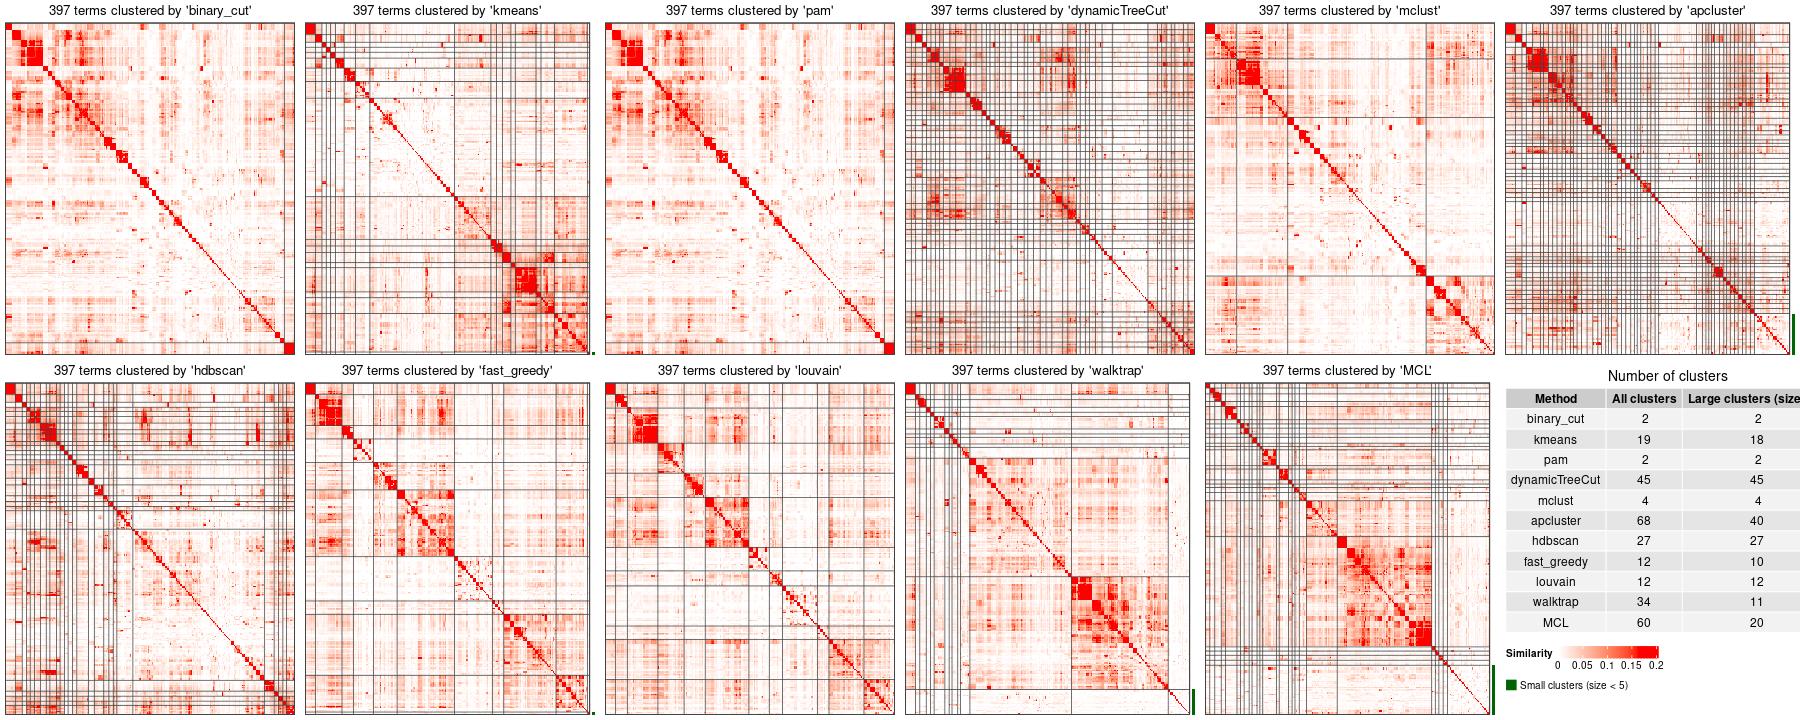 397 terms clustered by 'binary_cut'
397 terms clustered by 'kmeans'
397 terms clustered by 'pam'
397 terms clustered by 'dynamicTreeCut'
397 terms clustered by 'mclust'
397 terms clustered by 'apcluster'
397 terms clustered by 'hdbscan'
397 terms clustered by 'fast_greedy'
397 terms clustered by 'louvain'
397 terms clustered by 'walktrap'
397 terms clustered by 'MCL'
Number of clusters
Method All clusters Large clusters (size
binary_cut 2 2
kmeans 19 18
pam 2 2
dynamicTreeCut 45 45
mclust 4 4
apcluster 68 40
hdbscan 27 27
fast_greedy 12 10
louvain 12 12
walktrap 34 11
MCL 60 20
Similarity
0 0.05 0.1 0.15 0.2
Small clusters (size < 5)